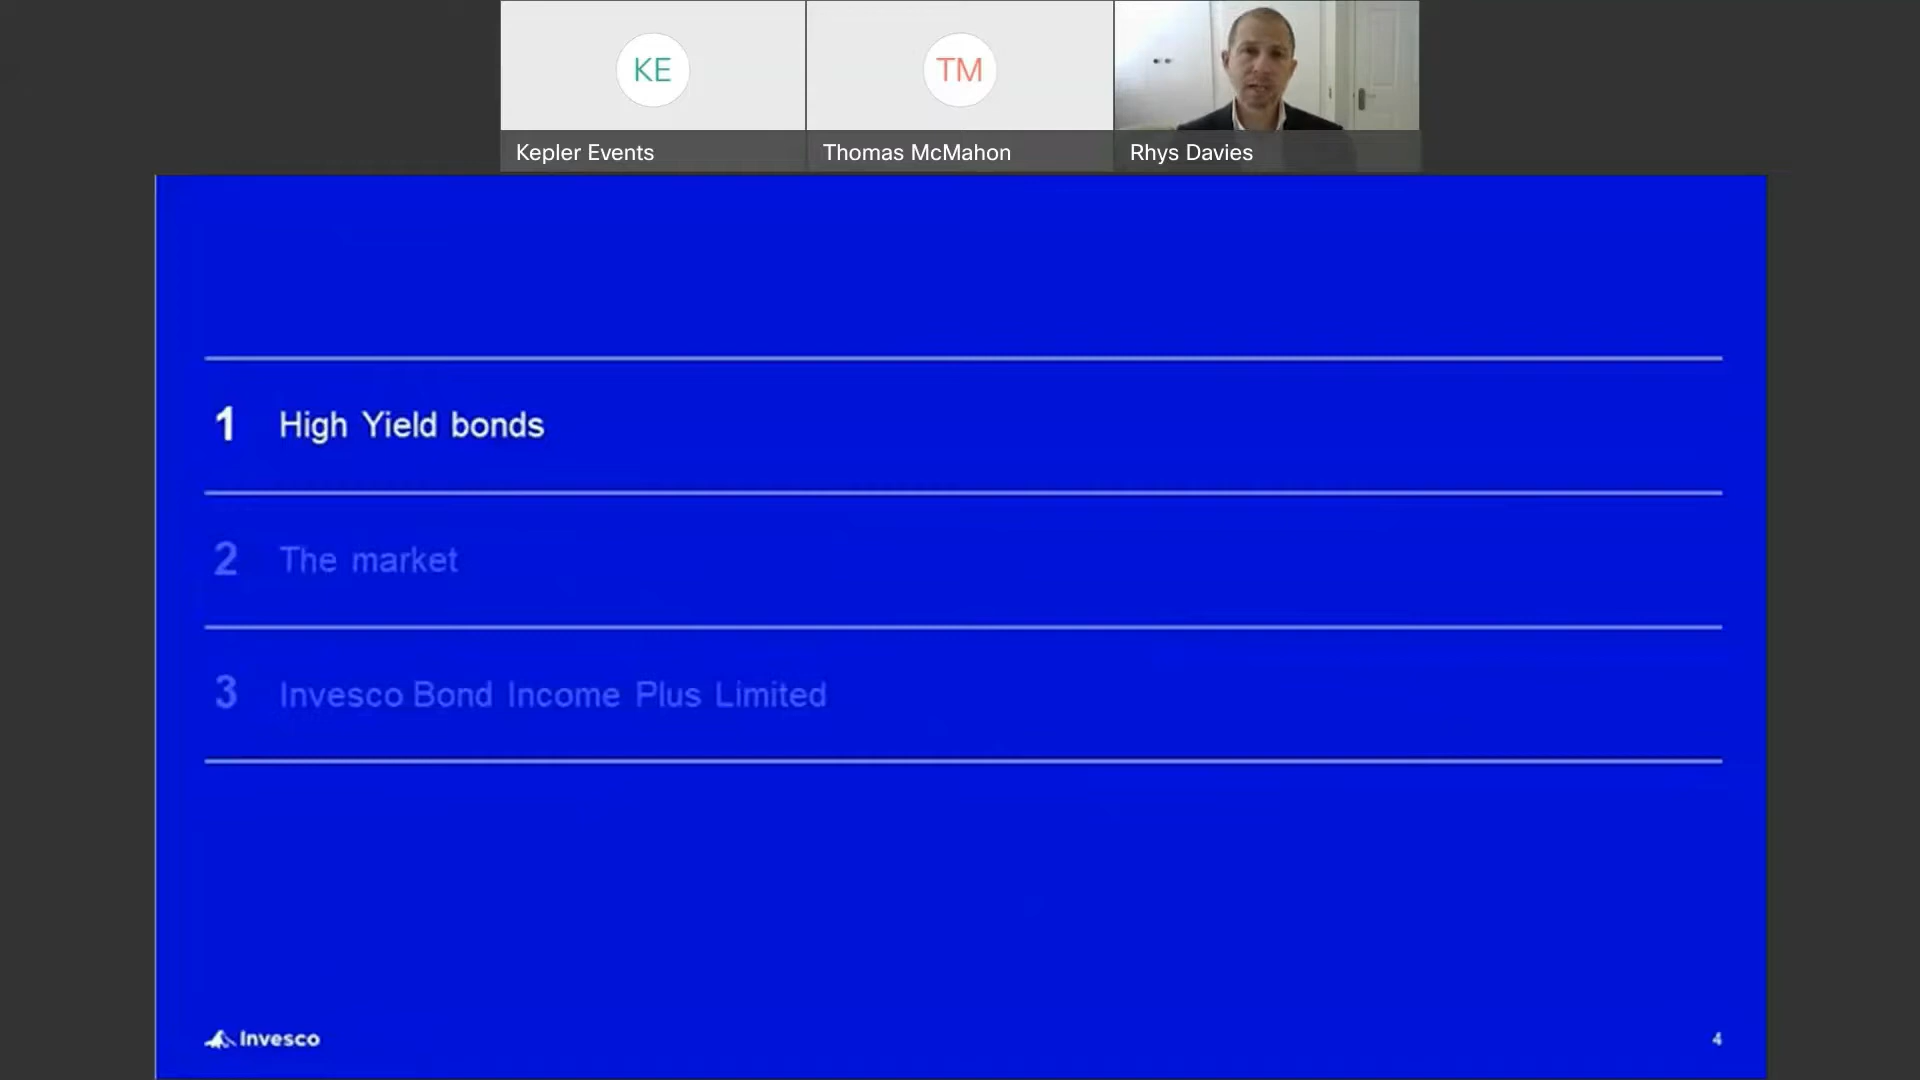 KE
TM
Kepler Events
Thomas McMahon
Rhys Davies
1 High Yield bonds
2 The market
3 Invesco Bond Income Plus Limited
Invesco
4